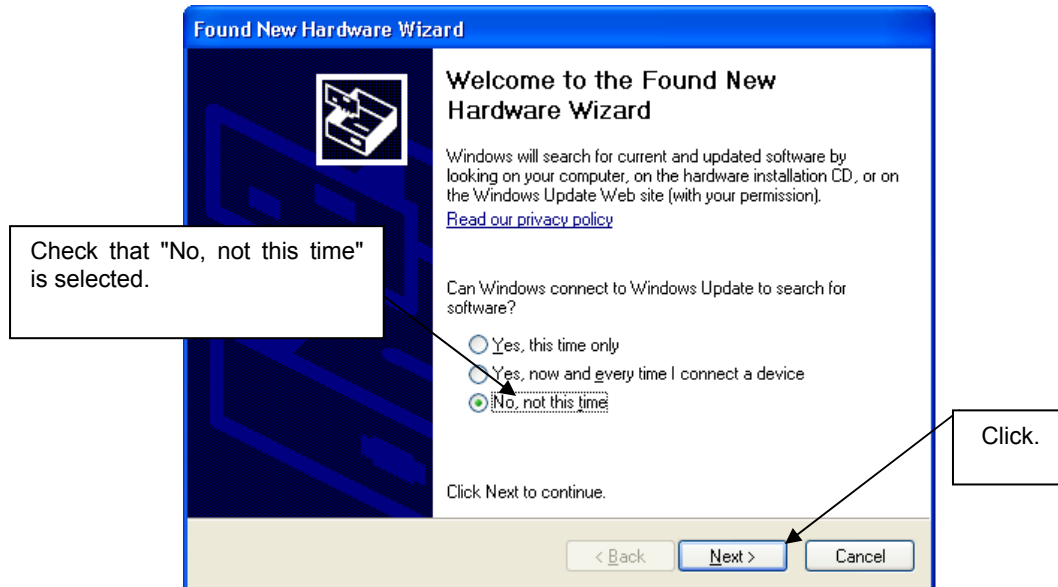 Found New Hardware Wizard
Welcome to the Found New
Hardware Wizard
Windows will search for current and updated software by
looking on your computer, on the hardware installation CD, or on
the Windows Update Web site (with your permission).
Read our privacy policy
Check that "No, not this time"
is selected.
Can Windows connect to Windows Update to search for
software?
Yes, this time only
Yes, now and every time I connect a device
No, not this time
Click.
Click Next to continue.
< Back
Next >
Cancel